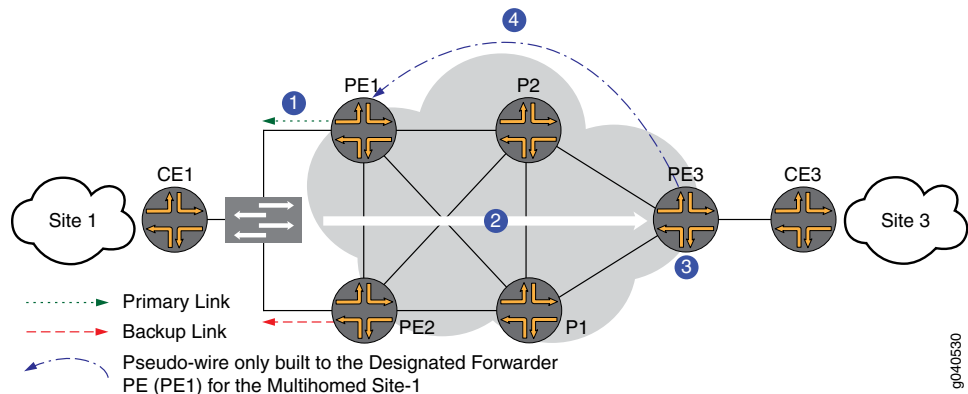 4
PE1
P2
1
CE1
PE3
CE3
Site 1
2
Site 3
3
Primary Link
Backup Link
PE2
P1
Pseudo-wire only built to the Designated Forwarder
PE (PE1) for the Multihomed Site-1
g040530